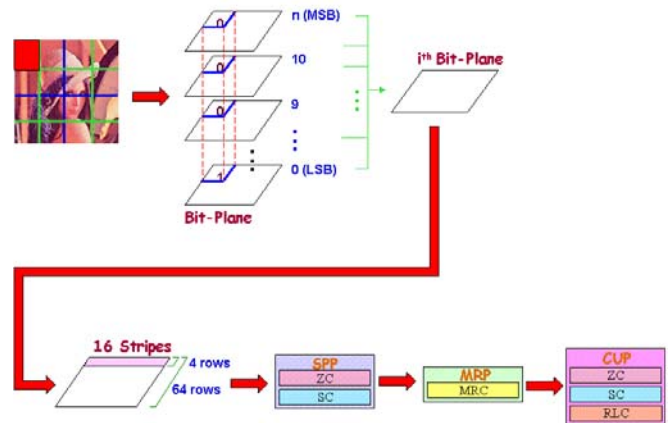 n (MSB)
0
10
0
9
0
0 (LSB)
1
Bit-Plane
ith Bit-Plane
16 Stripes
4 rows
64 rows
SPP
ZC
SC
MRP
MRC
CUP
ZC
SC
RLC